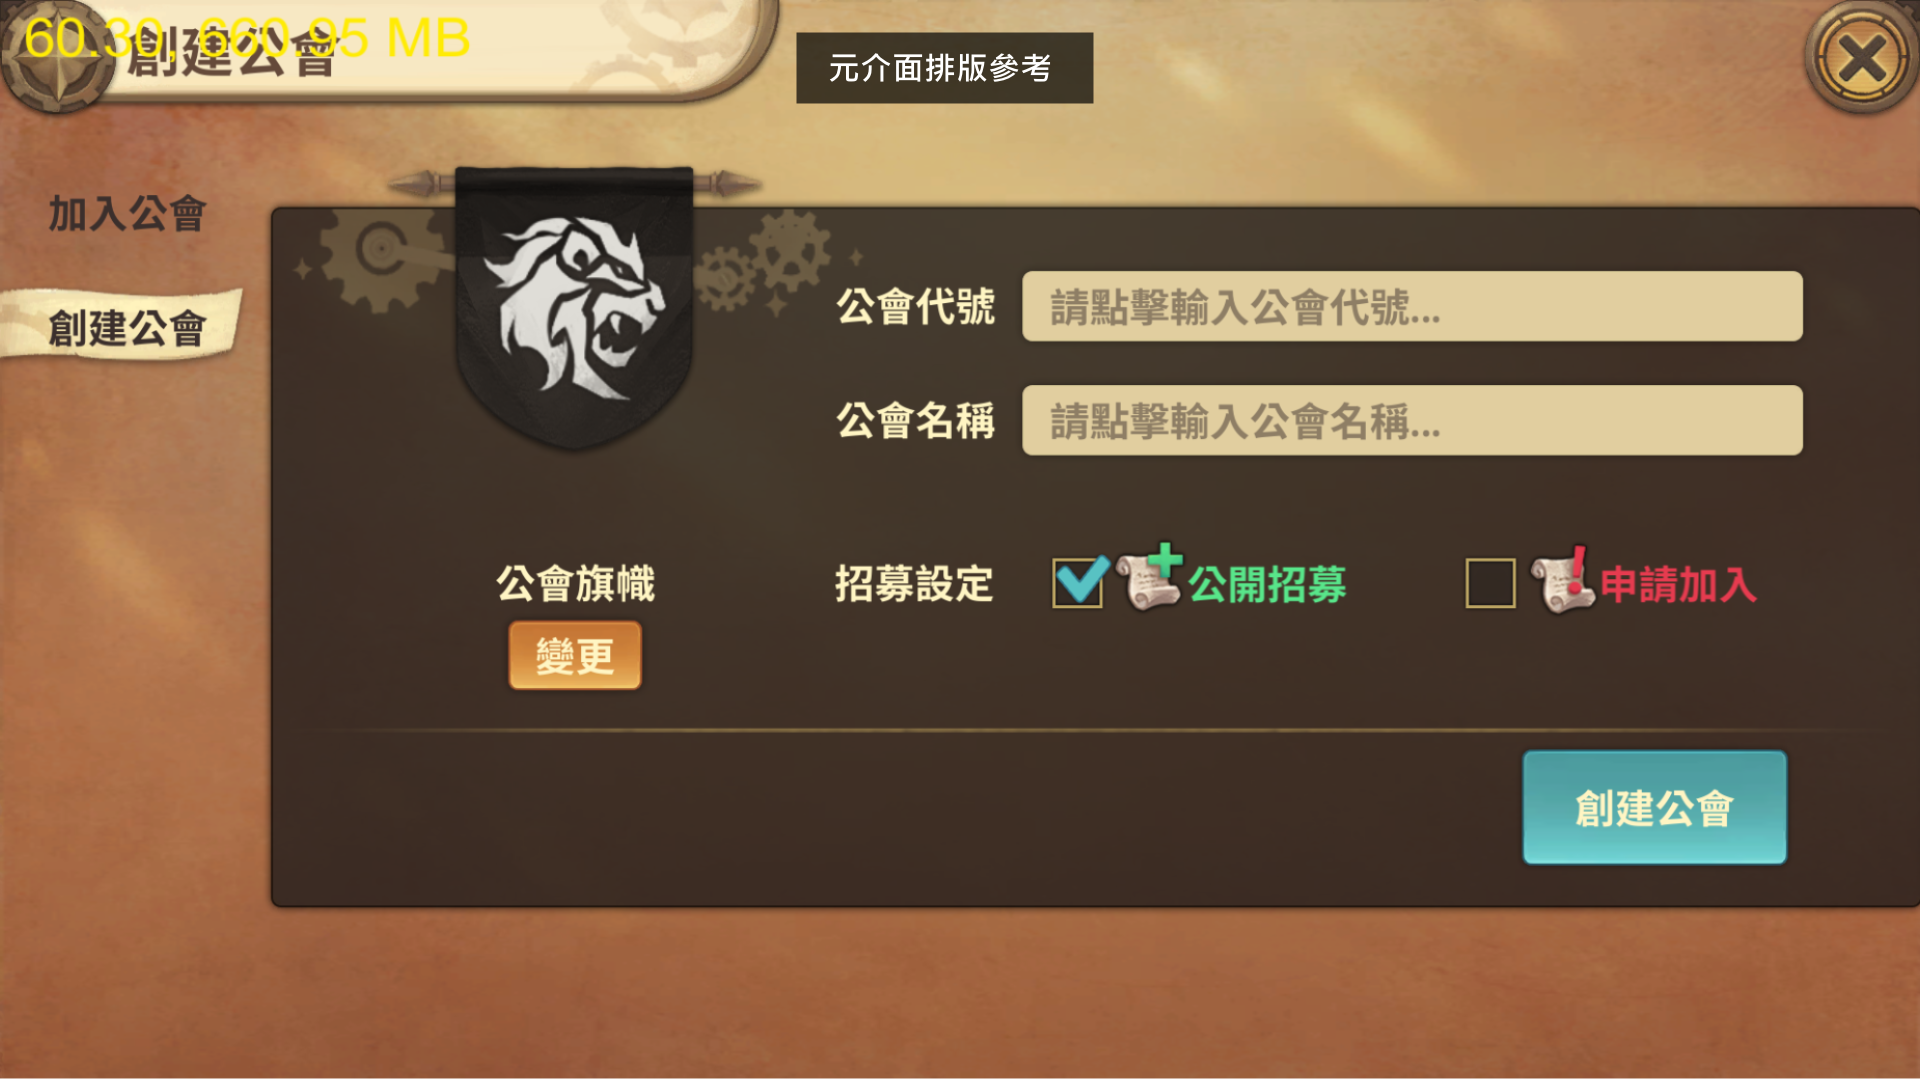 60.30, 660.95 MB
創建公會
元介面排版參考
加入公會
創建公會
公會代號
請點擊輸入公會代號...
公會名稱
請點擊輸入公會名稱...
公會旗幟
變更
招募設定
公開招募
申請加入
創建公會